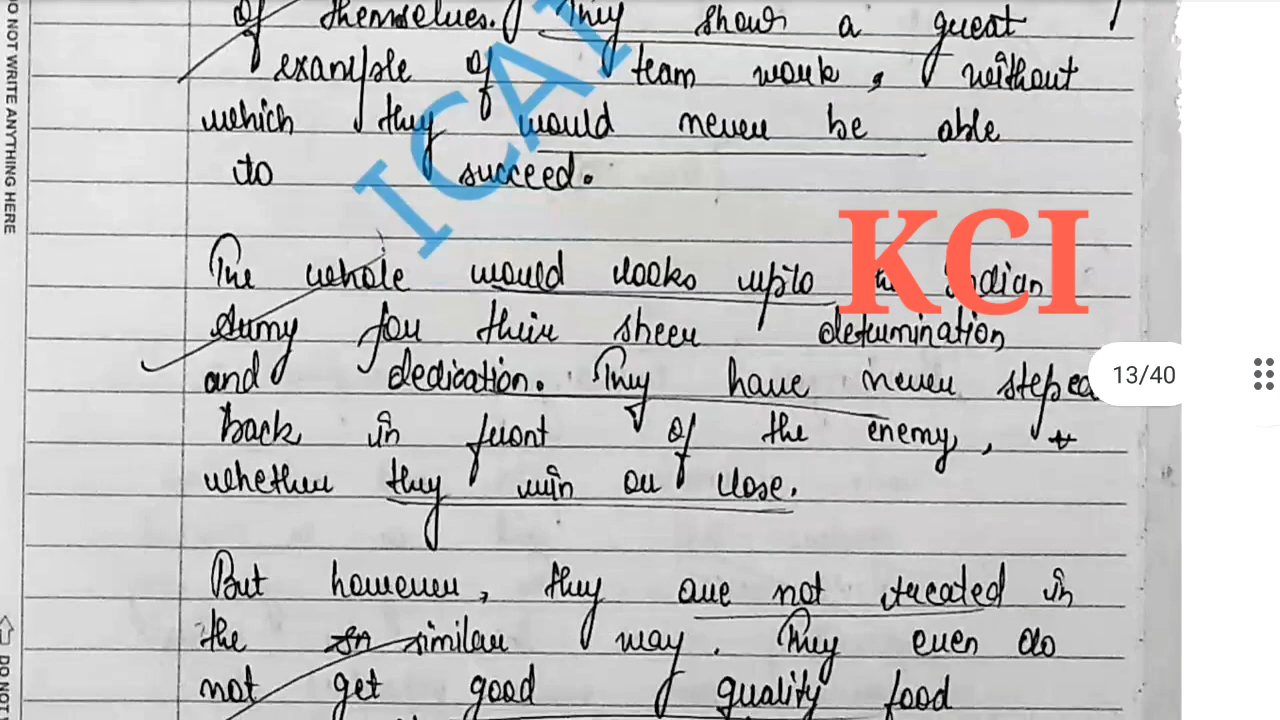 of themselves. They show a great
example of team work, without
which they would never be able
to succeed.
ICAI
KCI
The whole would looks upto the Indian
Army for their sheer determination
and dedication. They have never steped
back in front of the enemy,
whether they win or lose.
13/40
But however, they are not treated in
the similar way. They even do
not get good quality food
DO NOT WRITE ANYTHING HERE
DO NOT